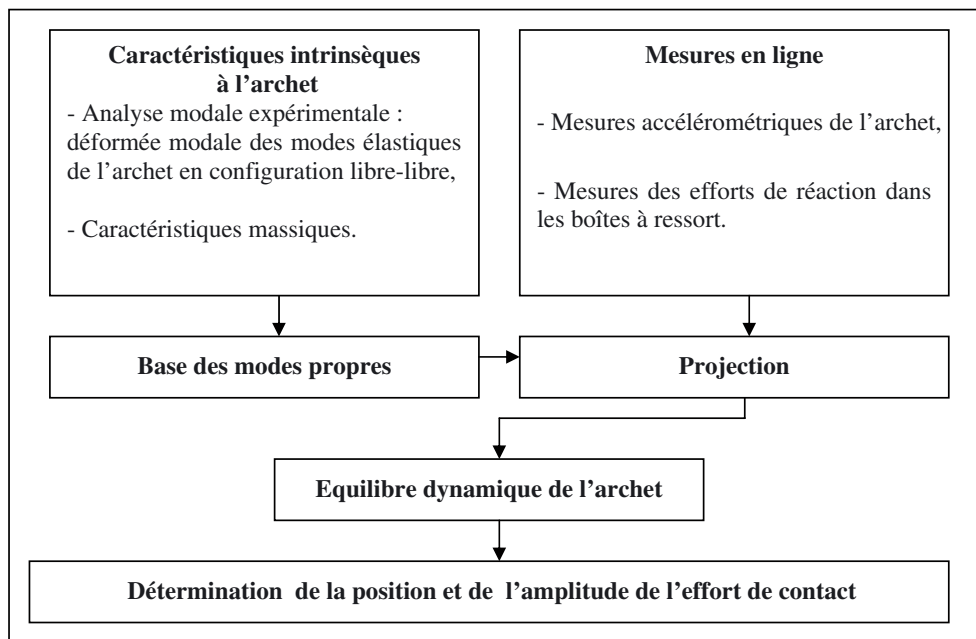 Caractéristiques intrinsèques
à l'archet
- Analyse modale expérimentale :
déformée modale des modes élastiques
de l'archet en configuration libre-libre,
- Caractéristiques massiques.
Mesures en ligne
- Mesures accélérométriques de l'archet,
- Mesures des efforts de réaction dans
les boîtes à ressort.
Base des modes propres
Projection
Equilibre dynamique de l'archet
Détermination de la position et de l'amplitude de l'effort de contact